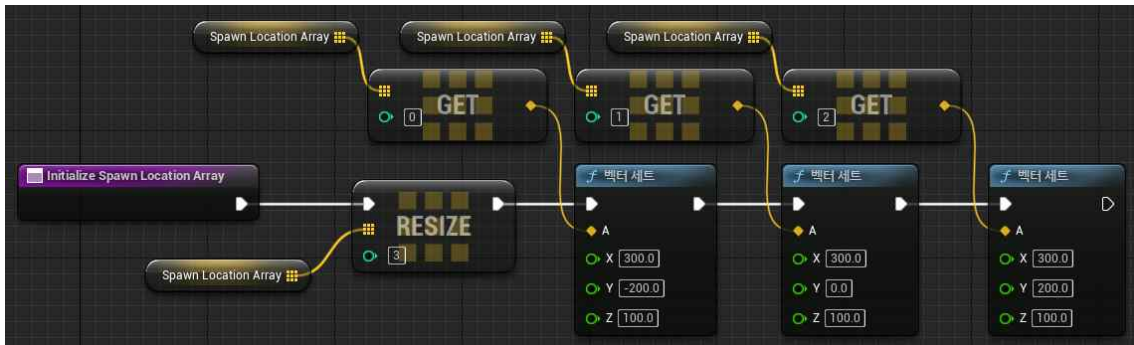 Spawn Location Array
Spawn Location Array
Spawn Location Array
GET
0
GET
1
GET
2
Initialize Spawn Location Array
RESIZE
3
Spawn Location Array
f 벡터 세트
A
X 300.0
Y -200.0
Z 100.0
f 벡터 세트
A
X 300.0
Y 0.0
Z 100.0
f 벡터 세트
A
X 300.0
Y 200.0
Z 100.0